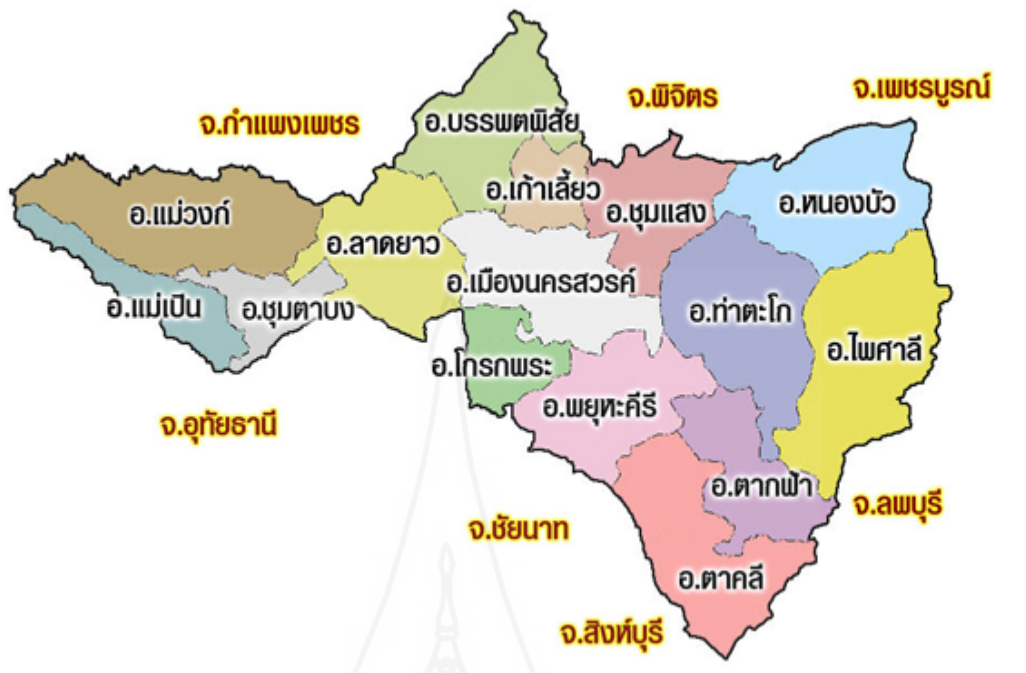 จ.เพชรบูรณ์
จ.พิจิตร
จ.กำแพงเพชร
อ.บรรพตพิสัย
อ.เก้าเลี้ยว
อ.หนองบัว
อ.แม่วงก์
อ.ชุมแสง
อ.ลาดยาว
อ.เมืองนครสวรค์
อ.แม่เปิน
อ.ชุมตาบง
อ.ท่าตะโก
อ.ไพศาลี
อ.โกรกพระ
อ.พยุหะคีรี
จ.อุทัยธานี
อ.ตากฟ้า
จ.ลพบุรี
จ.ชัยนาท
อ.ตาคลี
จ.สิงห์บุรี